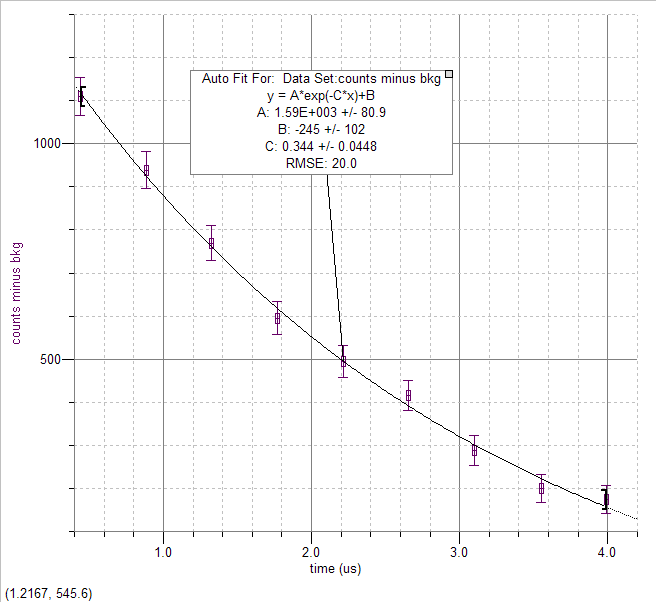 Auto Fit For: Data Set:counts minus bkg
y = A*exp(-C*x)+B
A: 1.59E+003 +/- 80.9
B: -245 +/- 102
C: 0.344 +/- 0.0448
RMSE: 20.0
1000
counts minus bkg
500
1.0 2.0 3.0 4.0
time (us)
(1.2167, 545.6)